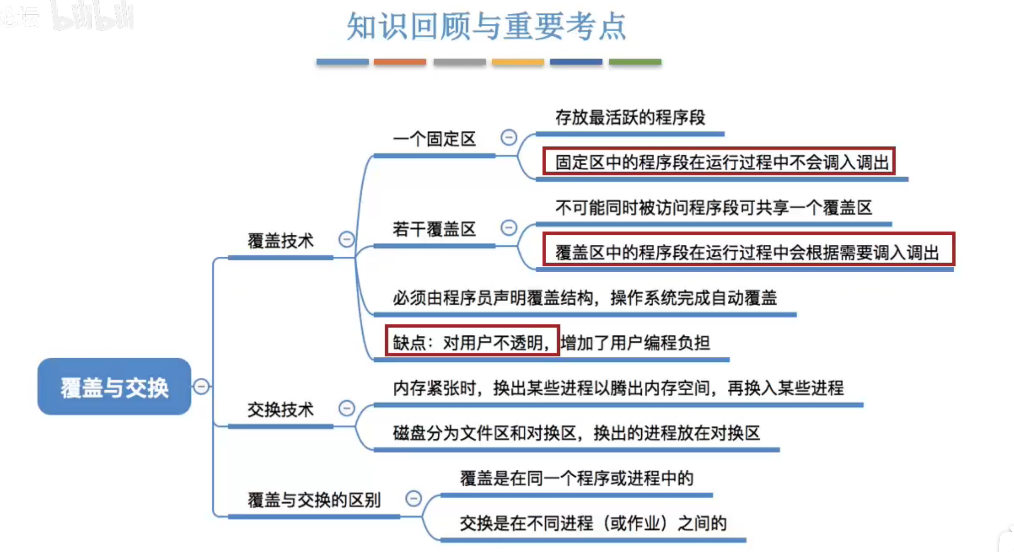 bilibili
知识回顾与重要考点
存放最活跃的程序段
一个固定区
固定区中的程序段在运行过程中不会调入调出
不可能同时被访问程序段可共享一个覆盖区
若干覆盖区
覆盖技术
覆盖区中的程序段在运行过程中会根据需要调入调出
必须由程序员声明覆盖结构，操作系统完成自动覆盖
缺点：对用户不透明，增加了用户编程负担
覆盖与交换
内存紧张时，换出某些进程以腾出内存空间，再换入某些进程
交换技术
磁盘分为文件区和对换区，换出的进程放在对换区
覆盖是在同一个程序或进程中的
覆盖与交换的区别
交换是在不同进程（或作业）之间的